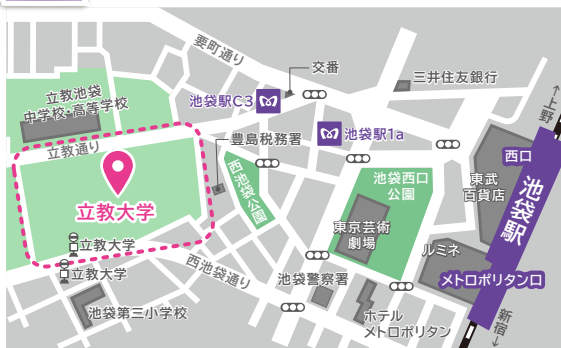 要町通り
交番
三井住友銀行
↑上野
立教池袋
中学校・高等学校
池袋駅C3
池袋駅1a
立教通り
豊島税務署
西池袋公園
池袋西口
公園
西口
東武
百貨店
池袋駅
立教大学
東京芸術
劇場
ルミネ
メトロポリタン口
立教大学
立教大学
西池袋通り
池袋警察署
池袋第三小学校
ホテル
メトロポリタン
新宿↓